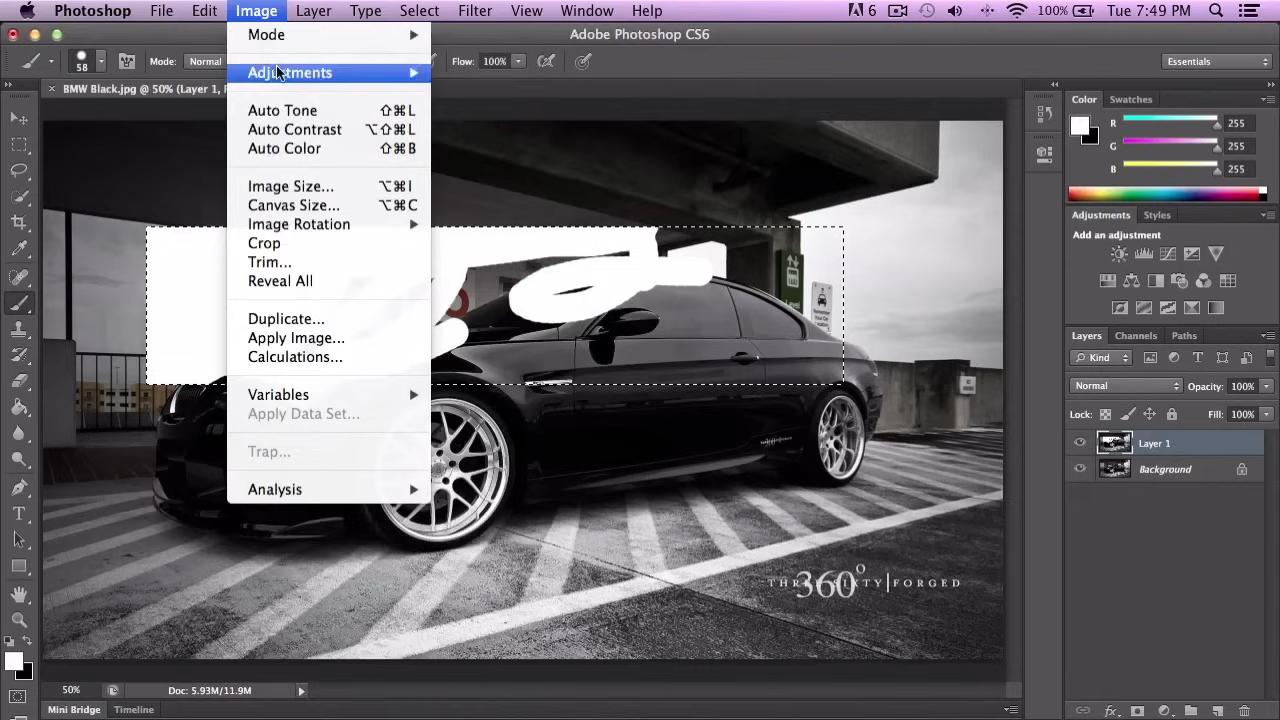 Photoshop File Edit Image Layer Type Select Filter View Window Help 6 100% Tue 7:49 PM
Adobe Photoshop CS6
58 Mode: Normal Flow: 100% Essentials
BMW Black.jpg @ 50% (Layer 1,
Mode
Adjustments
Auto Tone ⇧⌘L
Auto Contrast ⌥⇧⌘L
Auto Color ⇧⌘B
Image Size... ⌥⌘I
Canvas Size... ⌥⌘C
Image Rotation
Crop
Trim...
Reveal All
Duplicate...
Apply Image...
Calculations...
Variables
Apply Data Set...
Trap...
Analysis
Color Swatches
R 255
G 255
B 255
Adjustments Styles
Add an adjustment
Layers Channels Paths
Kind
Normal Opacity: 100%
Lock: Fill: 100%
Layer 1
Background
THREE SIXTY FORGED
360°
50% Doc: 5.93M/11.9M
Mini Bridge Timeline